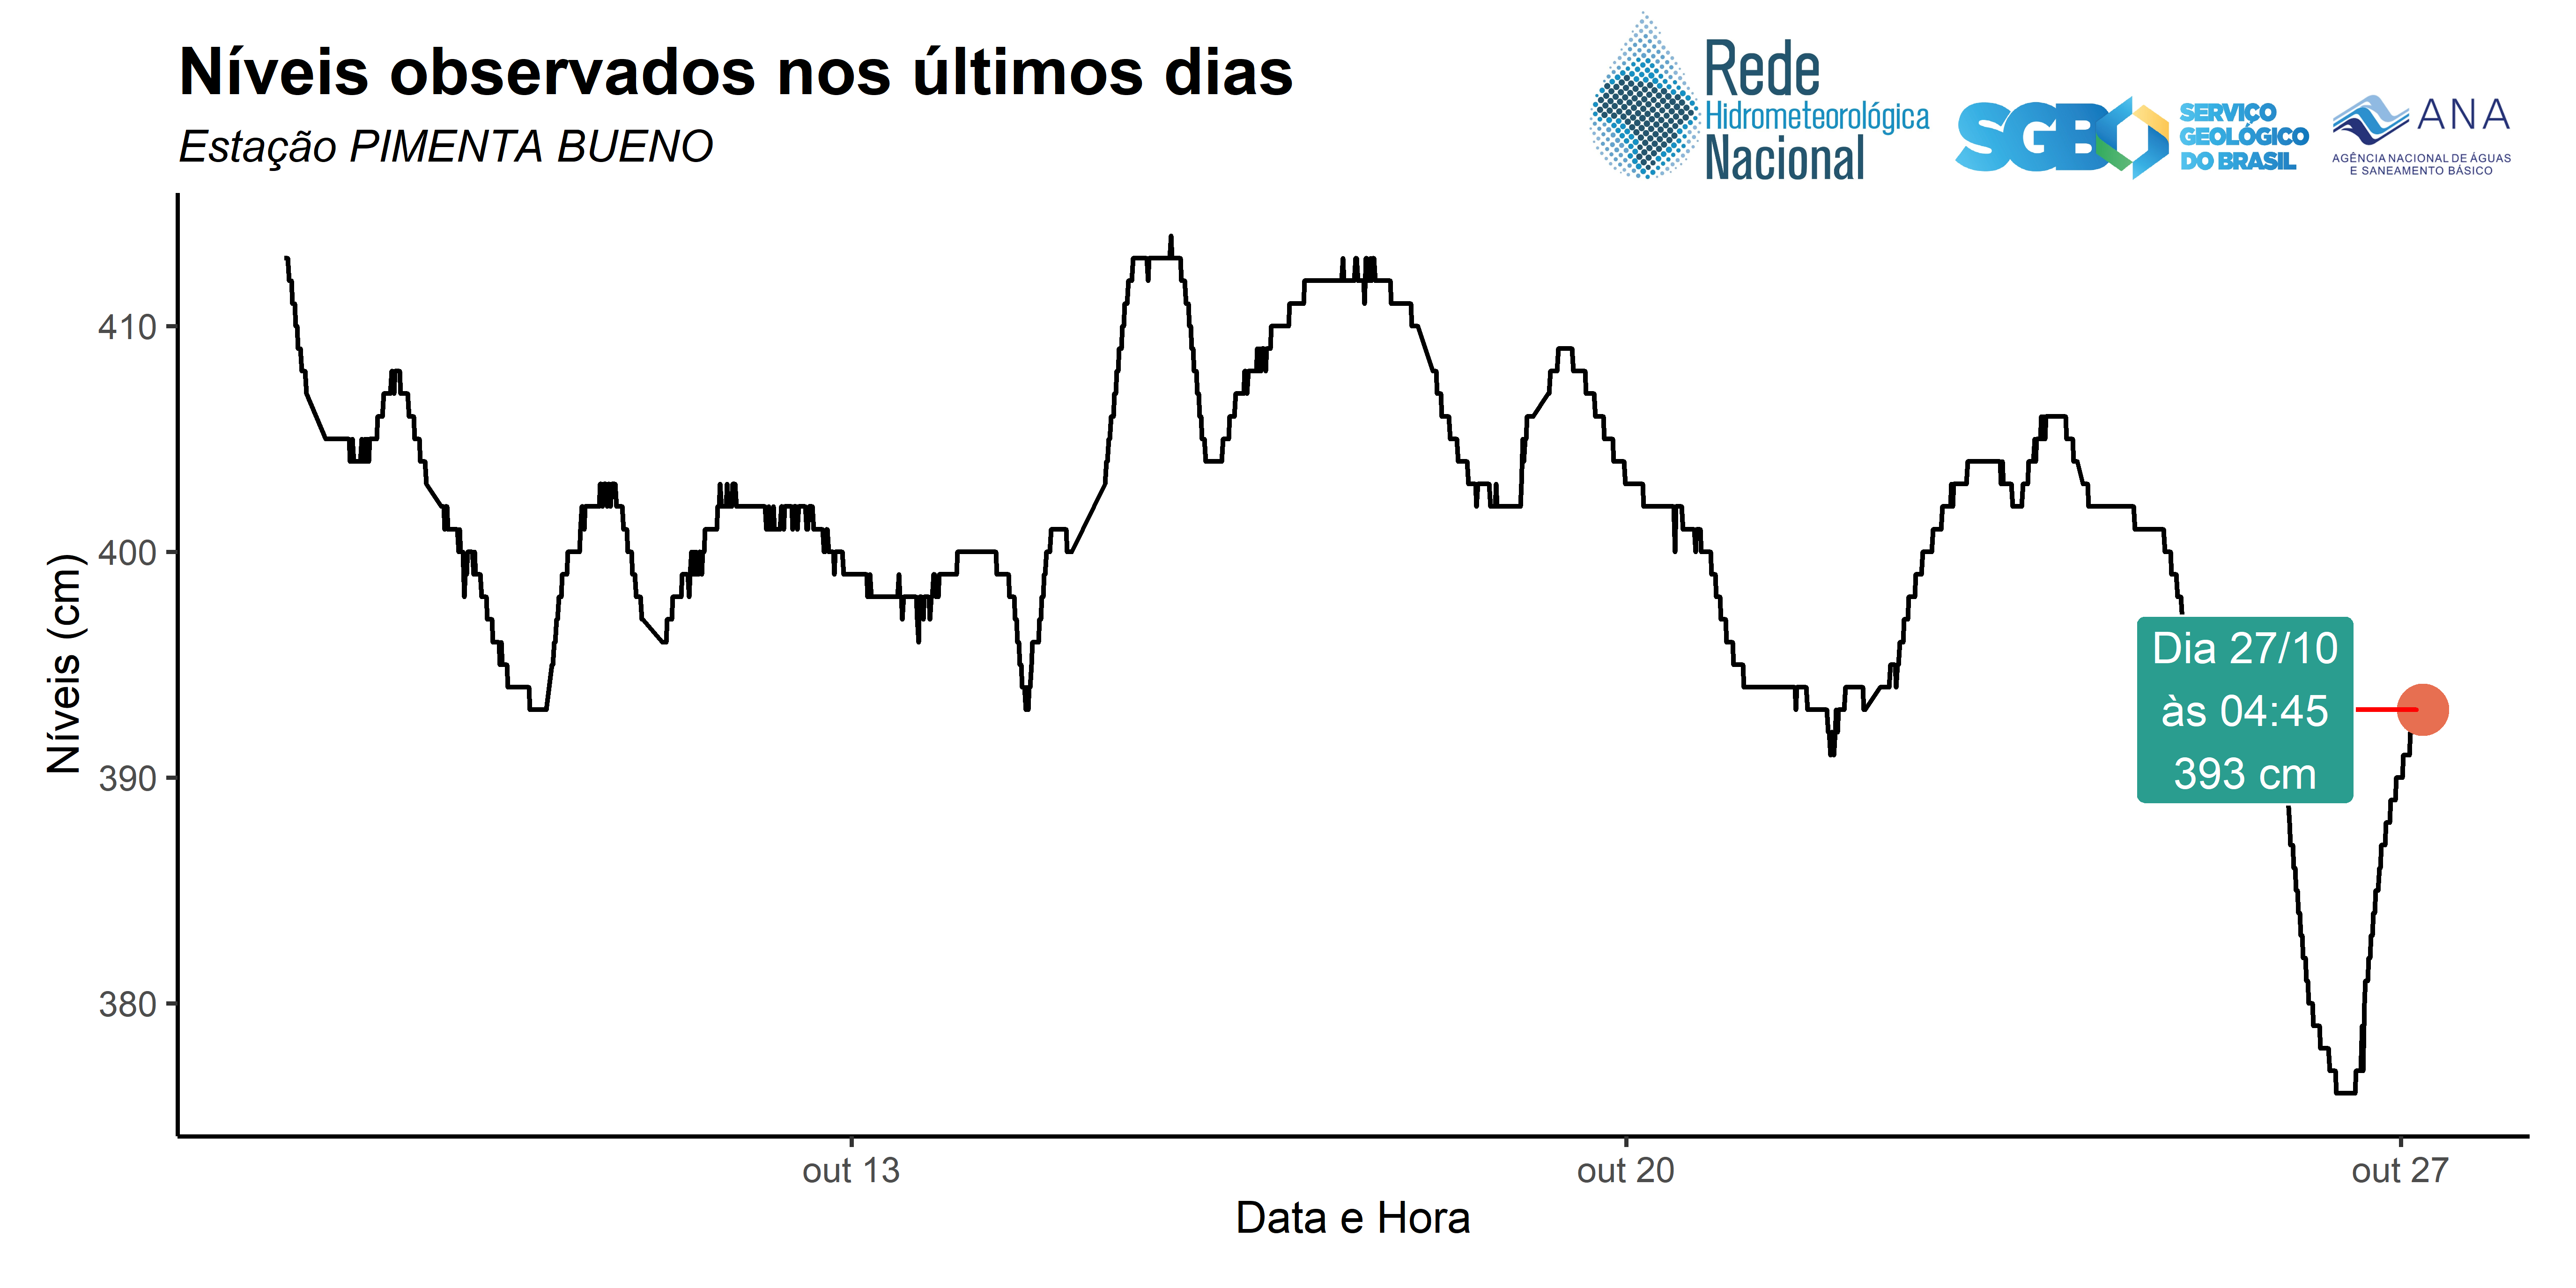 Níveis observados nos últimos dias
Estação PIMENTA BUENO
Rede
Hidrometeorológica
Nacional
SGB
SERVIÇO
GEOLÓGICO
DO BRASIL
ANA
AGÊNCIA NACIONAL DE ÁGUAS
E SANEAMENTO BÁSICO
Níveis (cm)
410
400
390
380
Dia 27/10
às 04:45
393 cm
out 13
out 20
out 27
Data e Hora